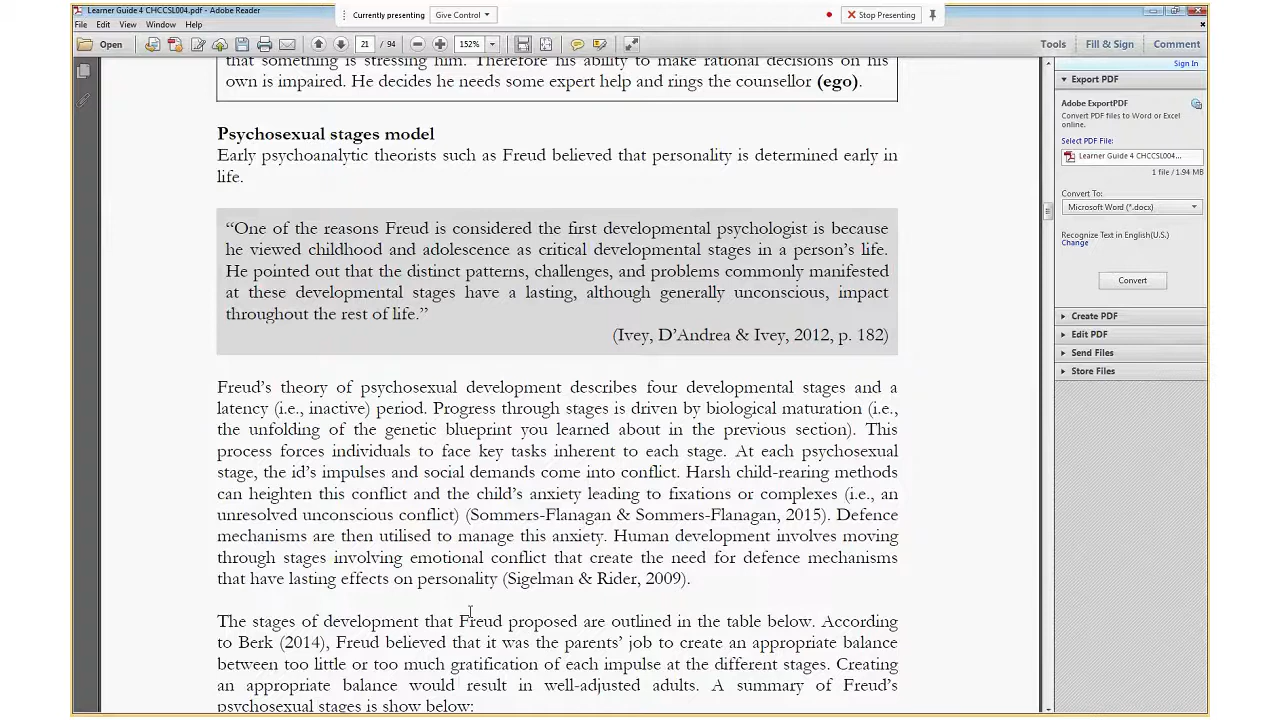 Learner Guide 4 CHCCSL004.pdf - Adobe Reader
Currently presenting Give Control Stop Presenting
File Edit View Window Help
Open 21 / 94 152% Tools Fill & Sign Comment
Sign In
that something is stressing him. Therefore his ability to make rational decisions on his
own is impaired. He decides he needs some expert help and rings the counsellor (ego).
Psychosexual stages model
Early psychoanalytic theorists such as Freud believed that personality is determined early in
life.
“One of the reasons Freud is considered the first developmental psychologist is because
he viewed childhood and adolescence as critical developmental stages in a person’s life.
He pointed out that the distinct patterns, challenges, and problems commonly manifested
at these developmental stages have a lasting, although generally unconscious, impact
throughout the rest of life.”
(Ivey, D’Andrea & Ivey, 2012, p. 182)
Freud’s theory of psychosexual development describes four developmental stages and a
latency (i.e., inactive) period. Progress through stages is driven by biological maturation (i.e.,
the unfolding of the genetic blueprint you learned about in the previous section). This
process forces individuals to face key tasks inherent to each stage. At each psychosexual
stage, the id’s impulses and social demands come into conflict. Harsh child-rearing methods
can heighten this conflict and the child’s anxiety leading to fixations or complexes (i.e., an
unresolved unconscious conflict) (Sommers-Flanagan & Sommers-Flanagan, 2015). Defence
mechanisms are then utilised to manage this anxiety. Human development involves moving
through stages involving emotional conflict that create the need for defence mechanisms
that have lasting effects on personality (Sigelman & Rider, 2009).
The stages of development that Freud proposed are outlined in the table below. According
to Berk (2014), Freud believed that it was the parents’ job to create an appropriate balance
between too little or too much gratification of each impulse at the different stages. Creating
an appropriate balance would result in well-adjusted adults. A summary of Freud’s
psychosexual stages is show below:
Export PDF
Adobe ExportPDF
Convert PDF files to Word or Excel
online.
Select PDF File:
Learner Guide 4 CHCCSL004...
1 file / 1.94 MB
Convert To:
Microsoft Word (*.docx)
Recognize Text in English(U.S.)
Change
Convert
Create PDF
Edit PDF
Send Files
Store Files